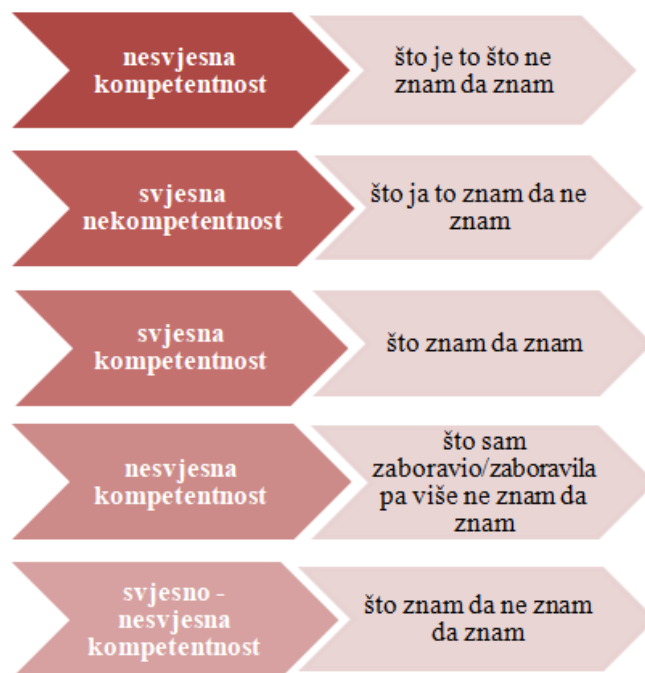 nesvjesna
kompetentnost
što je to što ne
znam da znam
svjesna
nekompetentnost
što ja to znam da ne
znam
svjesna
kompetentnost
što znam da znam
nesvjesna
kompetentnost
što sam
zaboravio/zaboravila
pa više ne znam da
znam
svjesno -
nesvjesna
kompetentnost
što znam da ne znam
da znam